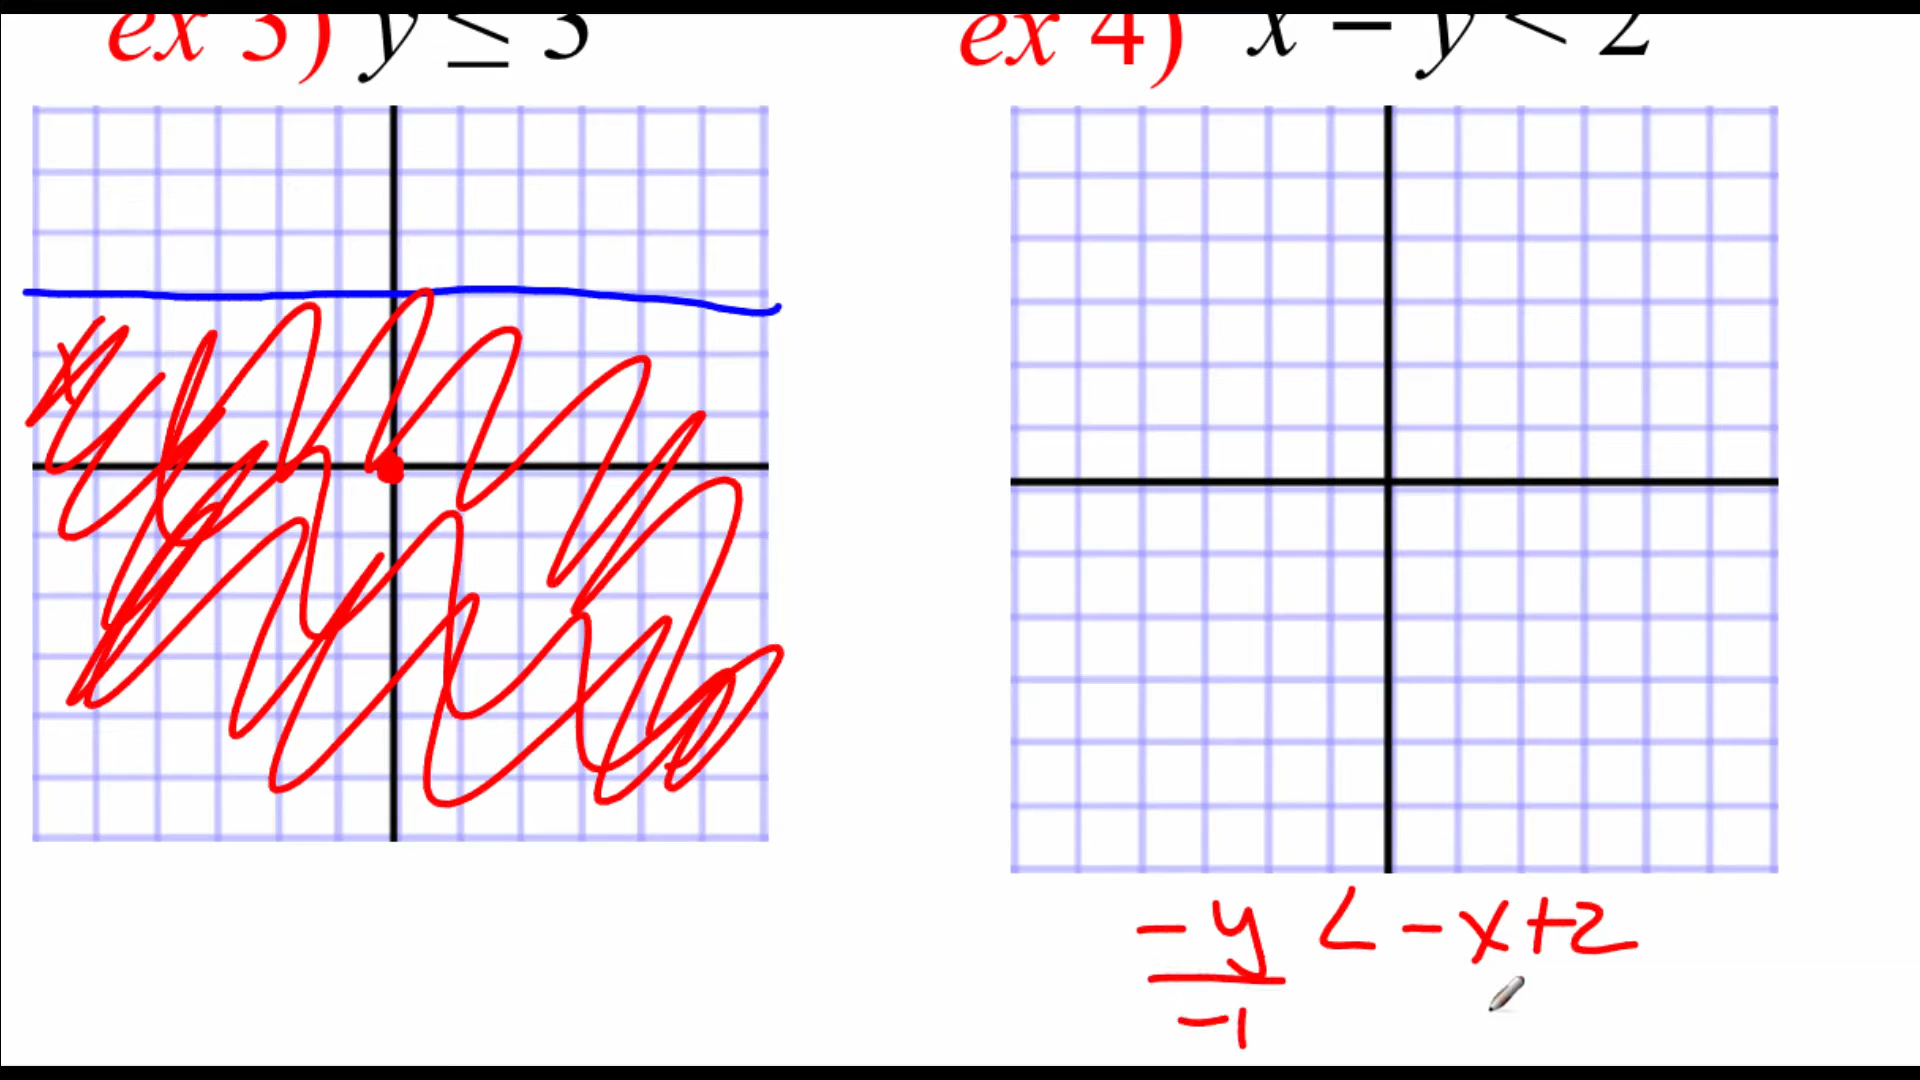 ex 3) y ≤ 3
ex 4) x − y < 2
-y < -x+2
-1